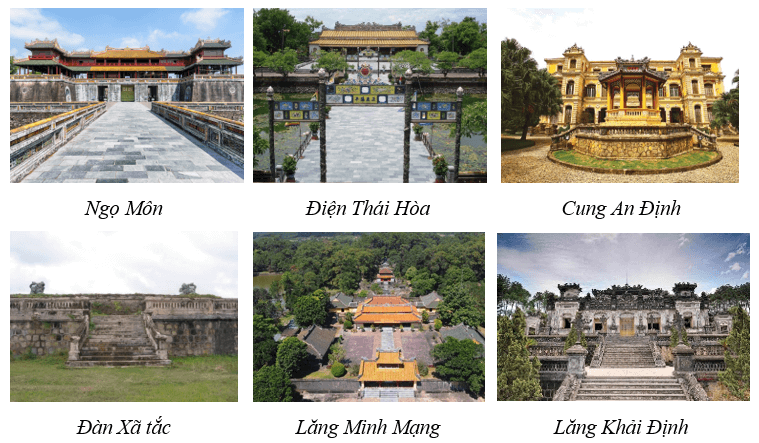 Ngọ Môn
Điện Thái Hòa
Cung An Định
Đàn Xã tắc
Lăng Minh Mạng
Lăng Khải Định